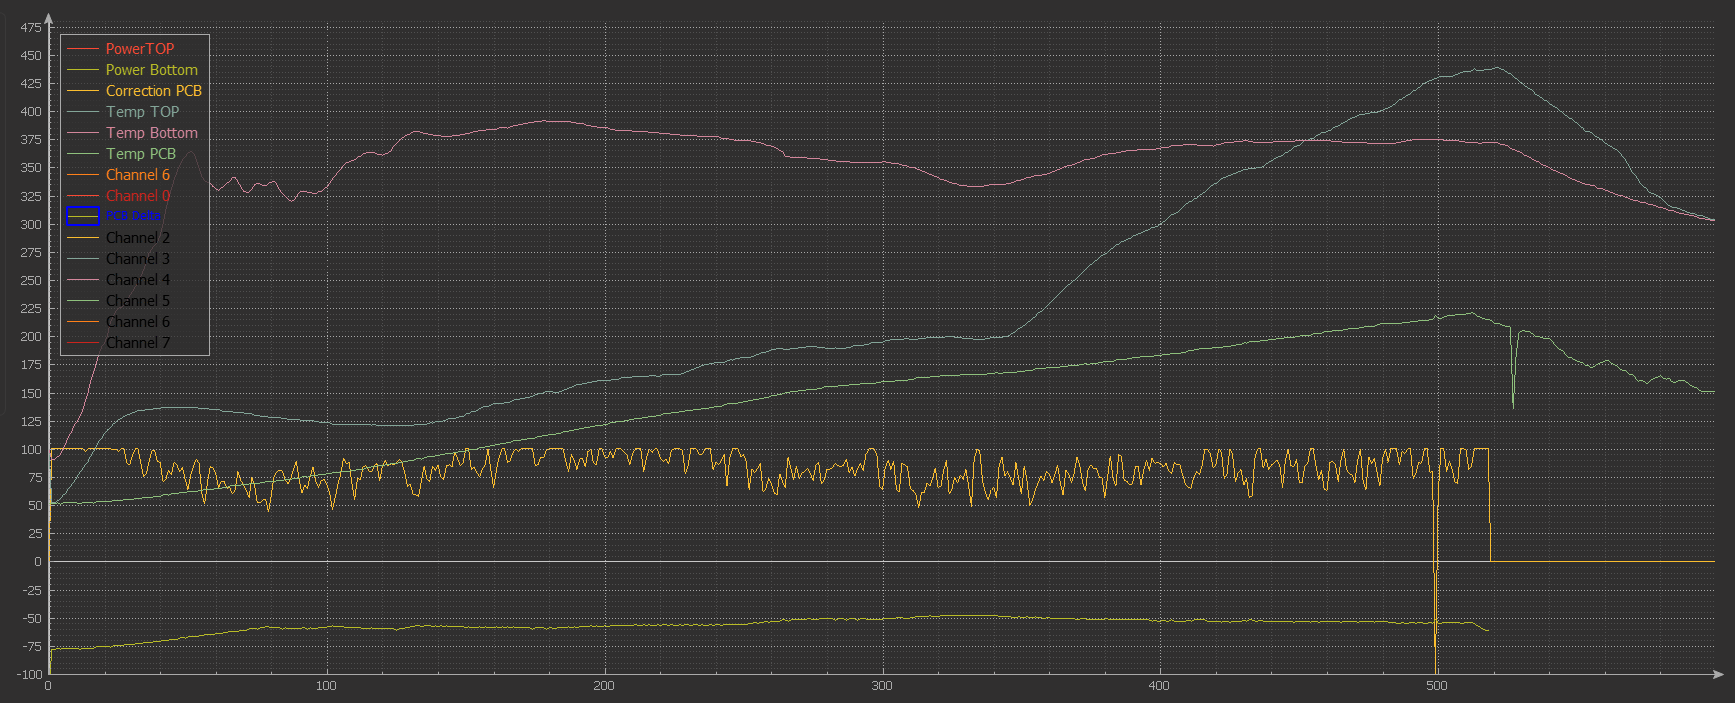 475
450
425
400
375
350
325
300
275
250
225
200
175
150
125
100
75
50
25
0
-25
-50
-75
-100
PowerTOP
Power Bottom
Correction PCB
Temp TOP
Temp Bottom
Temp PCB
Channel 6
Channel 0
PCB Delta
Channel 2
Channel 3
Channel 4
Channel 5
Channel 6
Channel 7
0 100 200 300 400 500